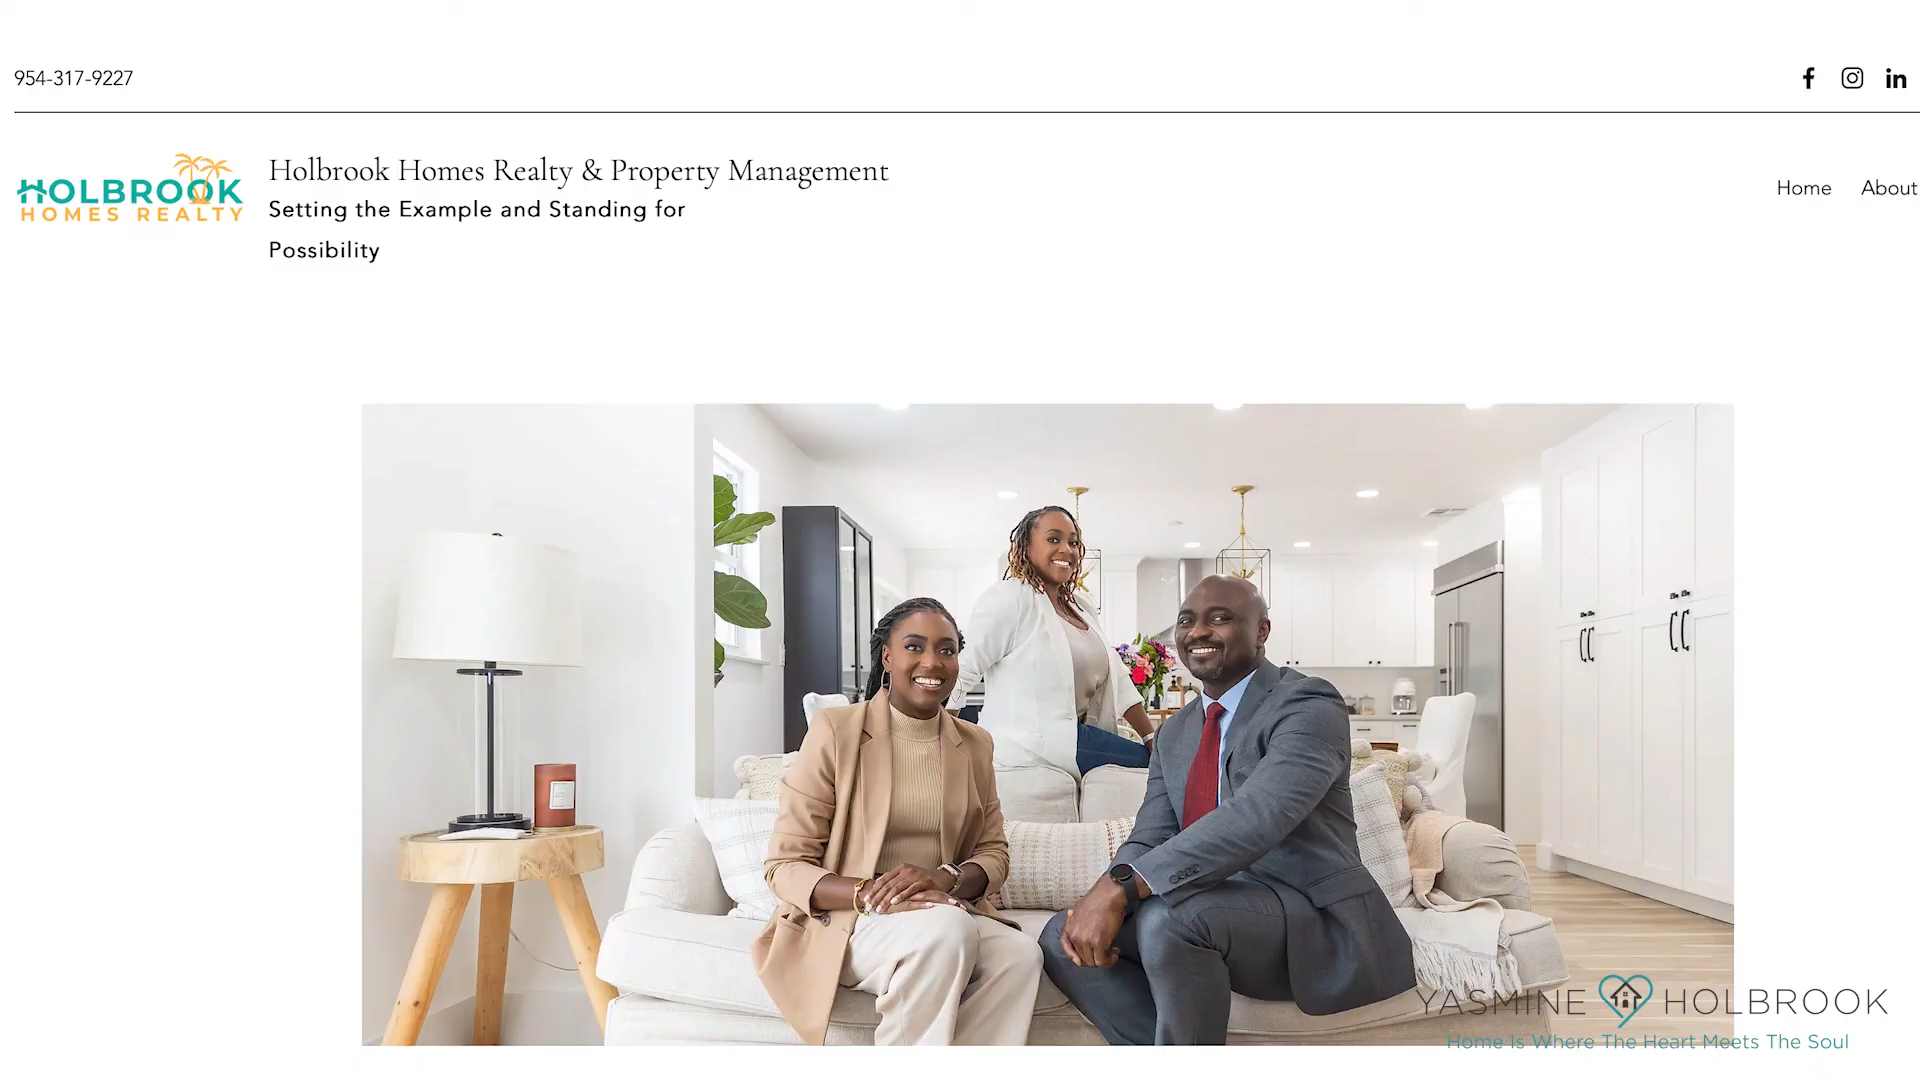 954-317-9227
HOLBROOK
HOMES REALTY
Holbrook Homes Realty & Property Management
Setting the Example and Standing for
Possibility
Home About
YASMINE HOLBROOK
Home Is Where The Heart Meets The Soul